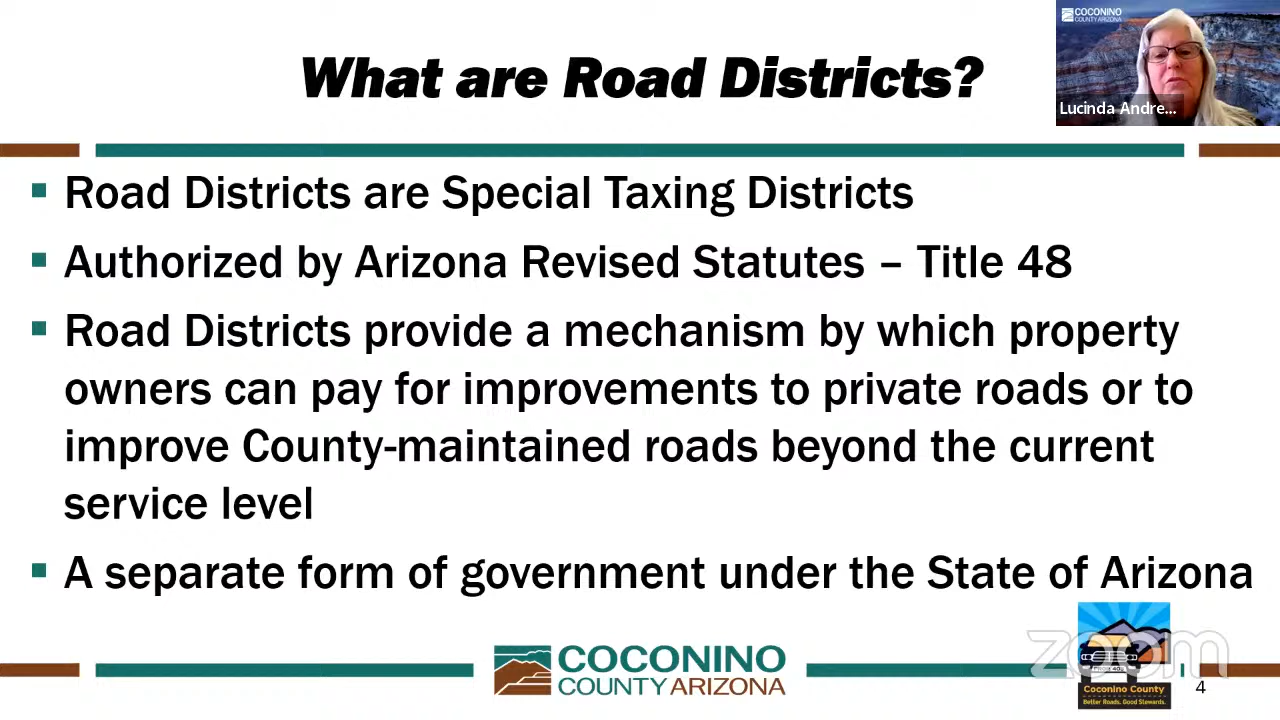 What are Road Districts?
COCONINO
COUNTY ARIZONA
Lucinda Andre...
Road Districts are Special Taxing Districts
Authorized by Arizona Revised Statutes – Title 48
Road Districts provide a mechanism by which property
owners can pay for improvements to private roads or to
improve County-maintained roads beyond the current
service level
A separate form of government under the State of Arizona
COCONINO
COUNTY ARIZONA
zoom
Coconino County
Better Roads. Good Stewards.
4